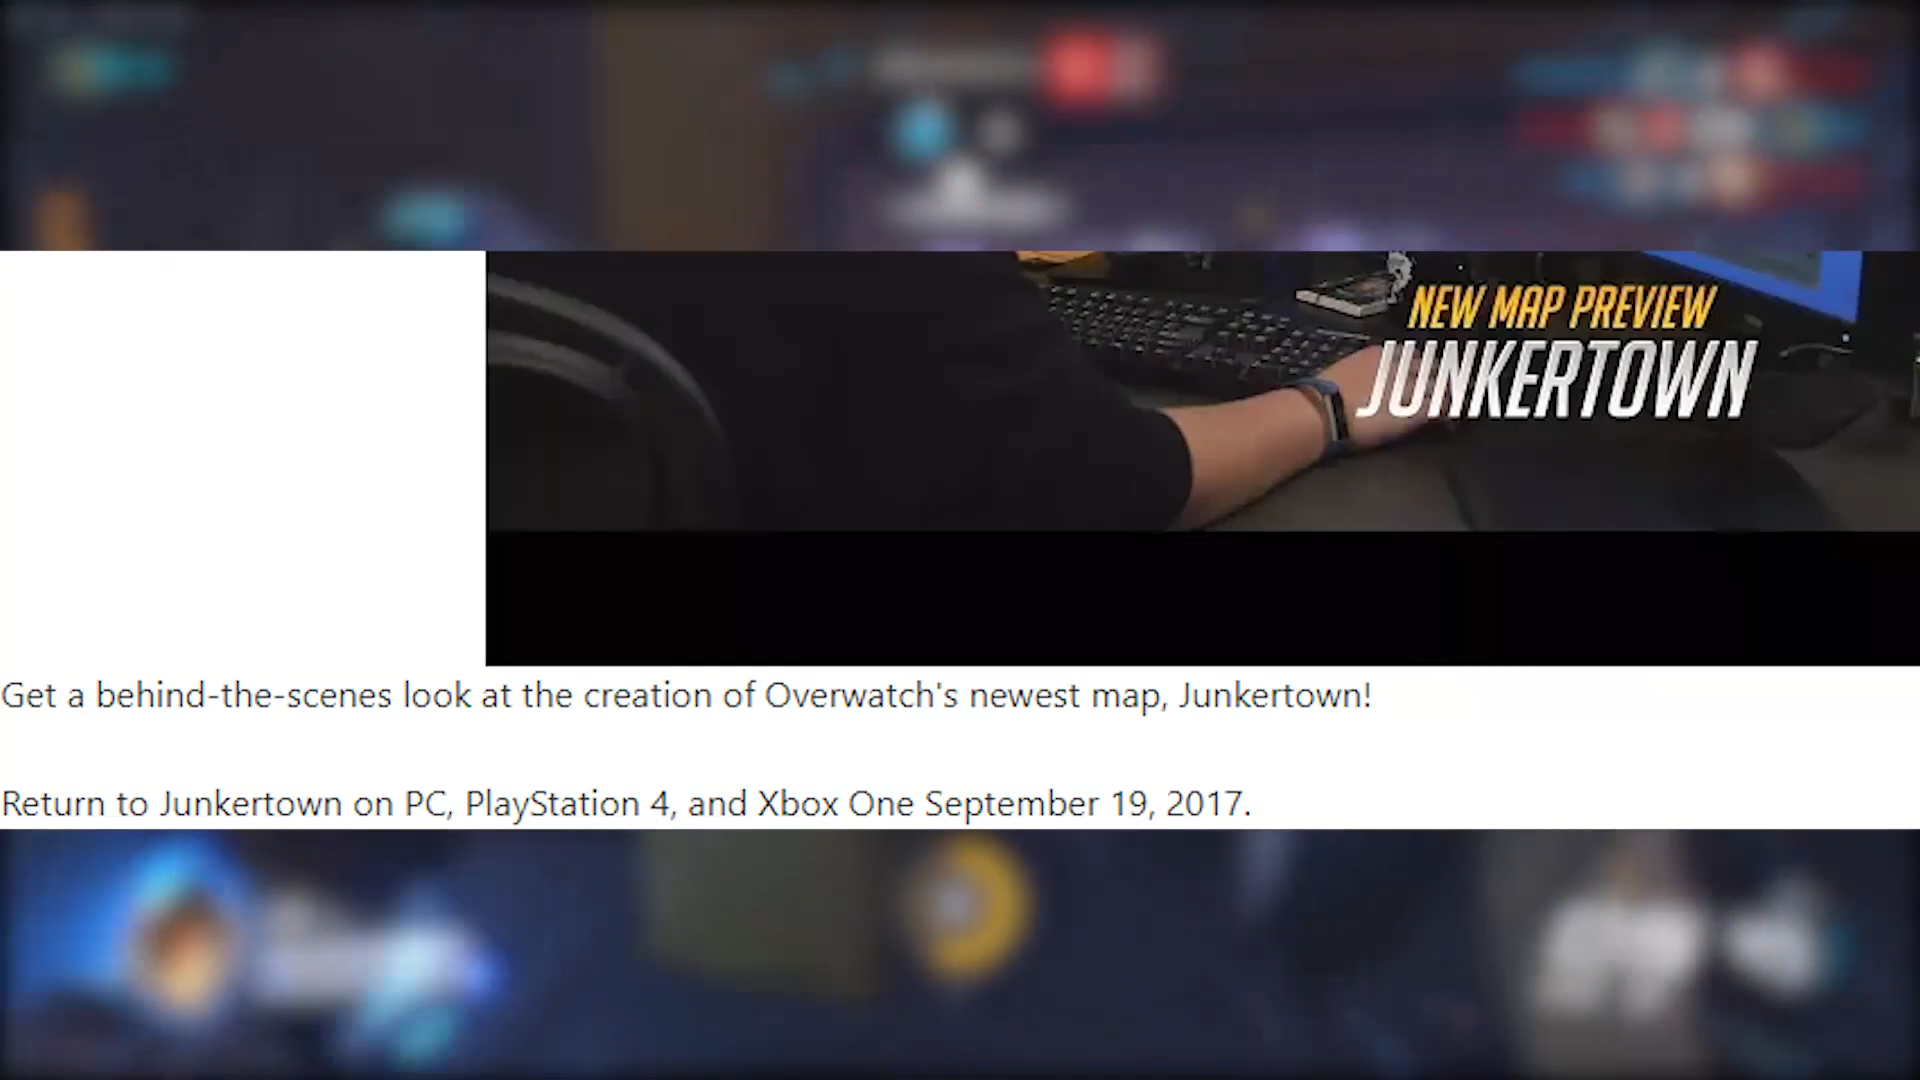 NEW MAP PREVIEW
JUNKERTOWN
Get a behind-the-scenes look at the creation of Overwatch's newest map, Junkertown!
Return to Junkertown on PC, PlayStation 4, and Xbox One September 19, 2017.